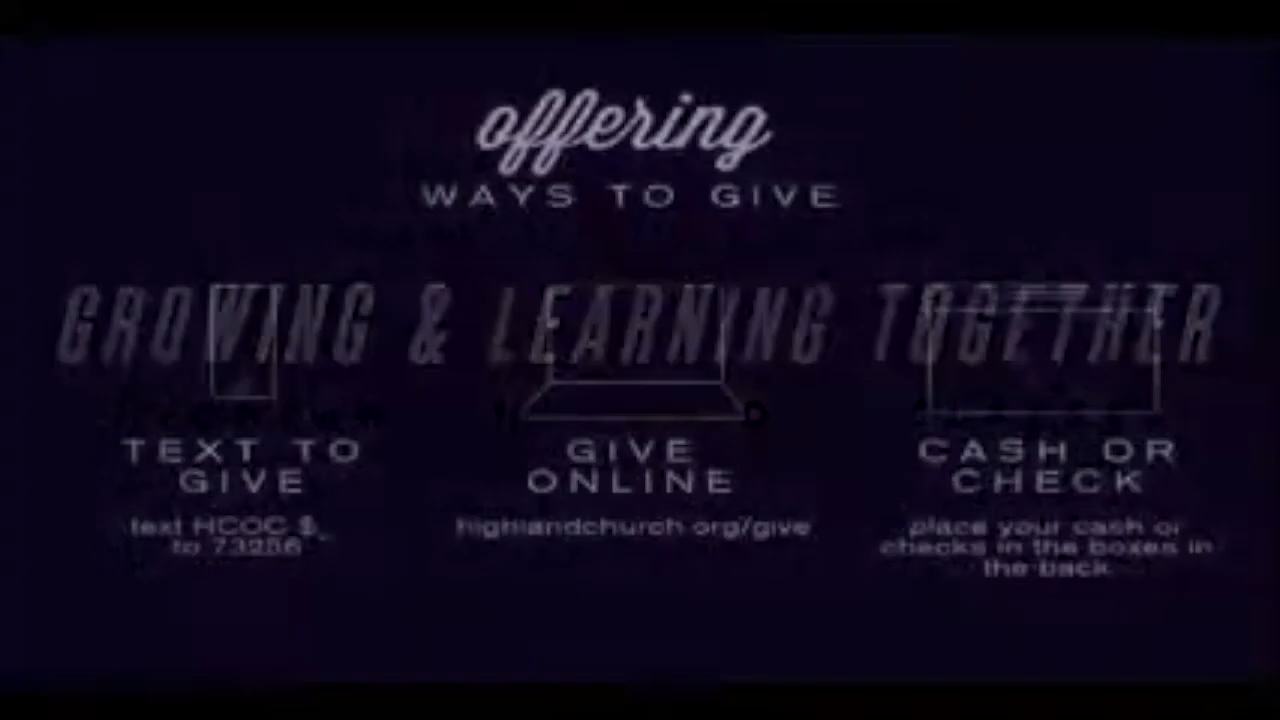 offering
WAYS TO GIVE
GROWING & LEARNING TOGETHER
TEXT TO
GIVE
text HCOC $_
to 73256
GIVE
ONLINE
highlandchurch.org/give
CASH OR
CHECK
place your cash or
checks in the boxes in
the back